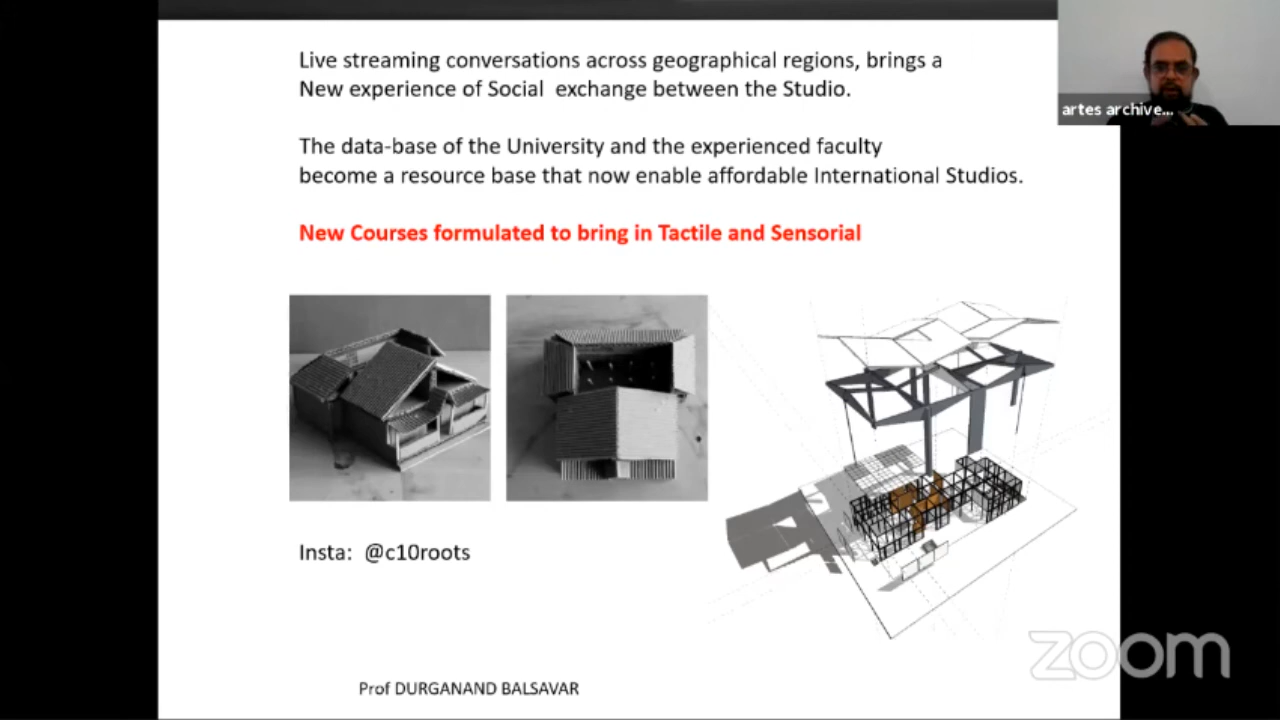 Live streaming conversations across geographical regions, brings a
New experience of Social exchange between the Studio.
The data-base of the University and the experienced faculty
become a resource base that now enable affordable International Studios.
New Courses formulated to bring in Tactile and Sensorial
Insta: @c10roots
Prof DURGANAND BALSAVAR
artes archive...
zoom